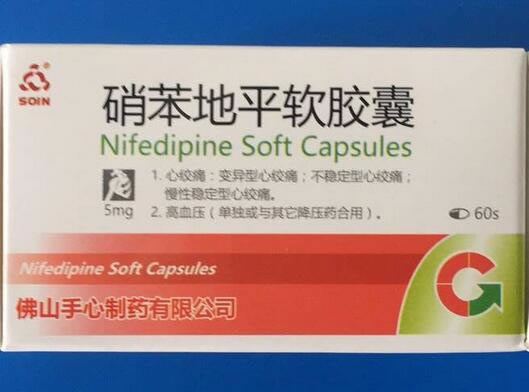 SOIN
硝苯地平软胶囊
Nifedipine Soft Capsules
5mg
1. 心绞痛：变异型心绞痛；不稳定型心绞痛；
慢性稳定型心绞痛。
2. 高血压（单独或与其它降压药合用）。
60s
Nifedipine Soft Capsules
佛山手心制药有限公司